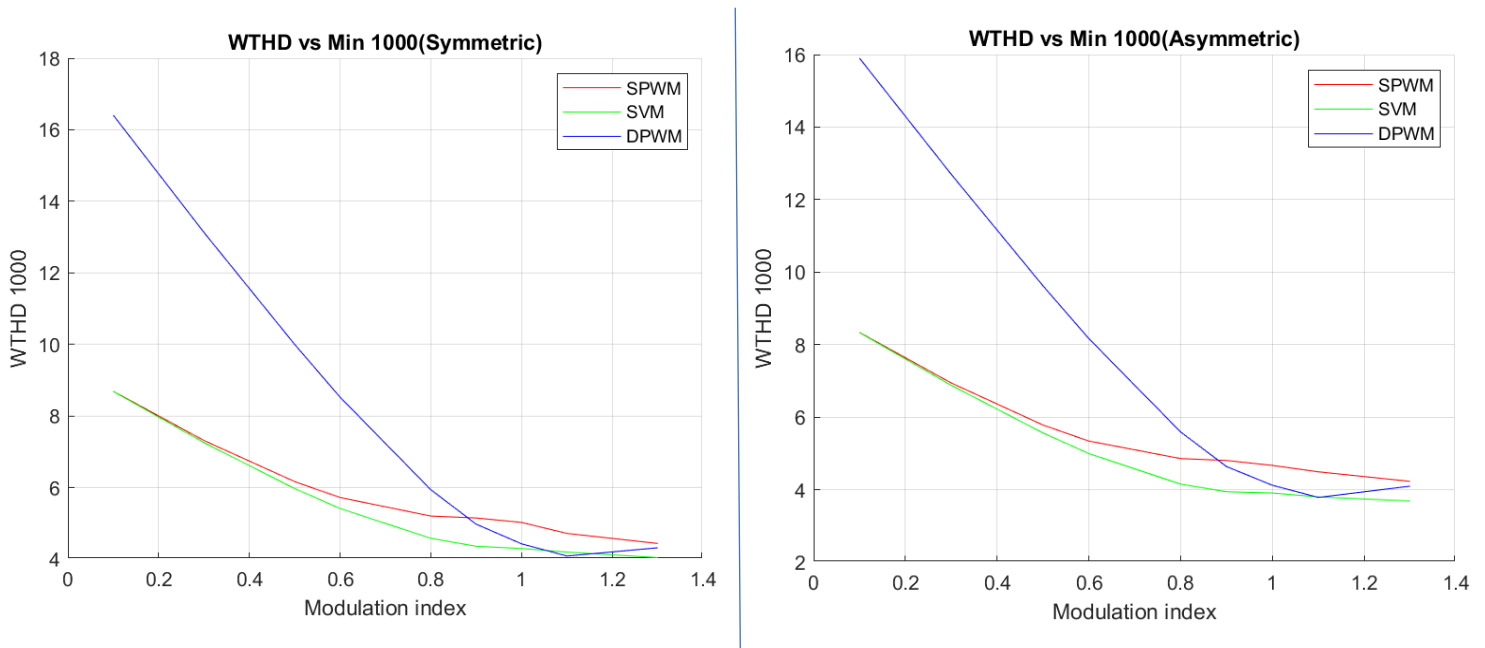 WTHD vs Min 1000(Symmetric)
18
16
14
12
10
8
6
4
WTHD 1000
SPWM
SVM
DPWM
0 0.2 0.4 0.6 0.8 1 1.2 1.4
Modulation index
WTHD vs Min 1000(Asymmetric)
16
14
12
10
8
6
4
2
WTHD 1000
SPWM
SVM
DPWM
0 0.2 0.4 0.6 0.8 1 1.2 1.4
Modulation index